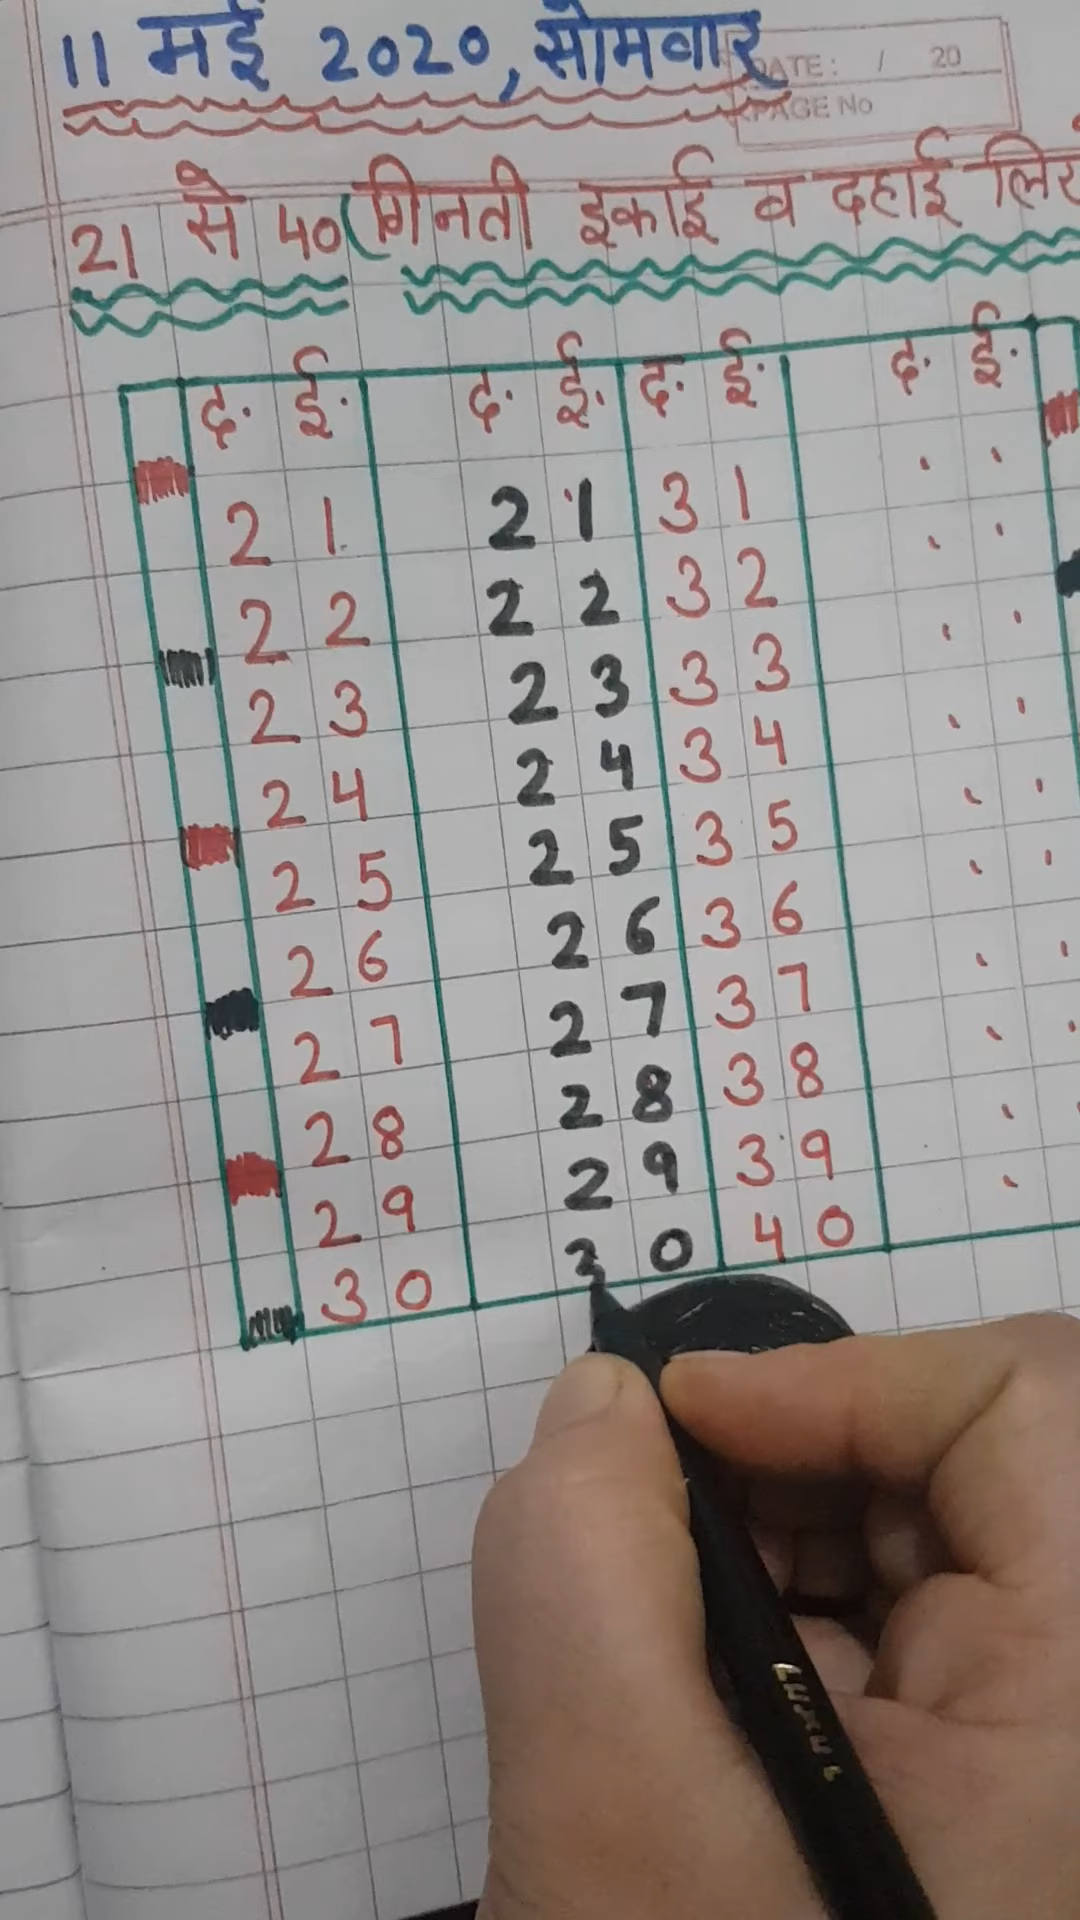 11 मई 2020, सोमवार
DATE: / 20
PAGE No
21 से 40 (गिनती इकाई व दहाई
द. ई. द. ई. द. ई. द. ई.
2 1 2 1 3 1
2 2 2 2 3 2
2 3 2 3 3 3
2 4 2 4 3 4
2 5 2 5 3 5
2 6 2 6 3 6
2 7 2 7 3 7
2 8 2 8 3 8
2 9 2 9 3 9
3 0 3 0 4 0